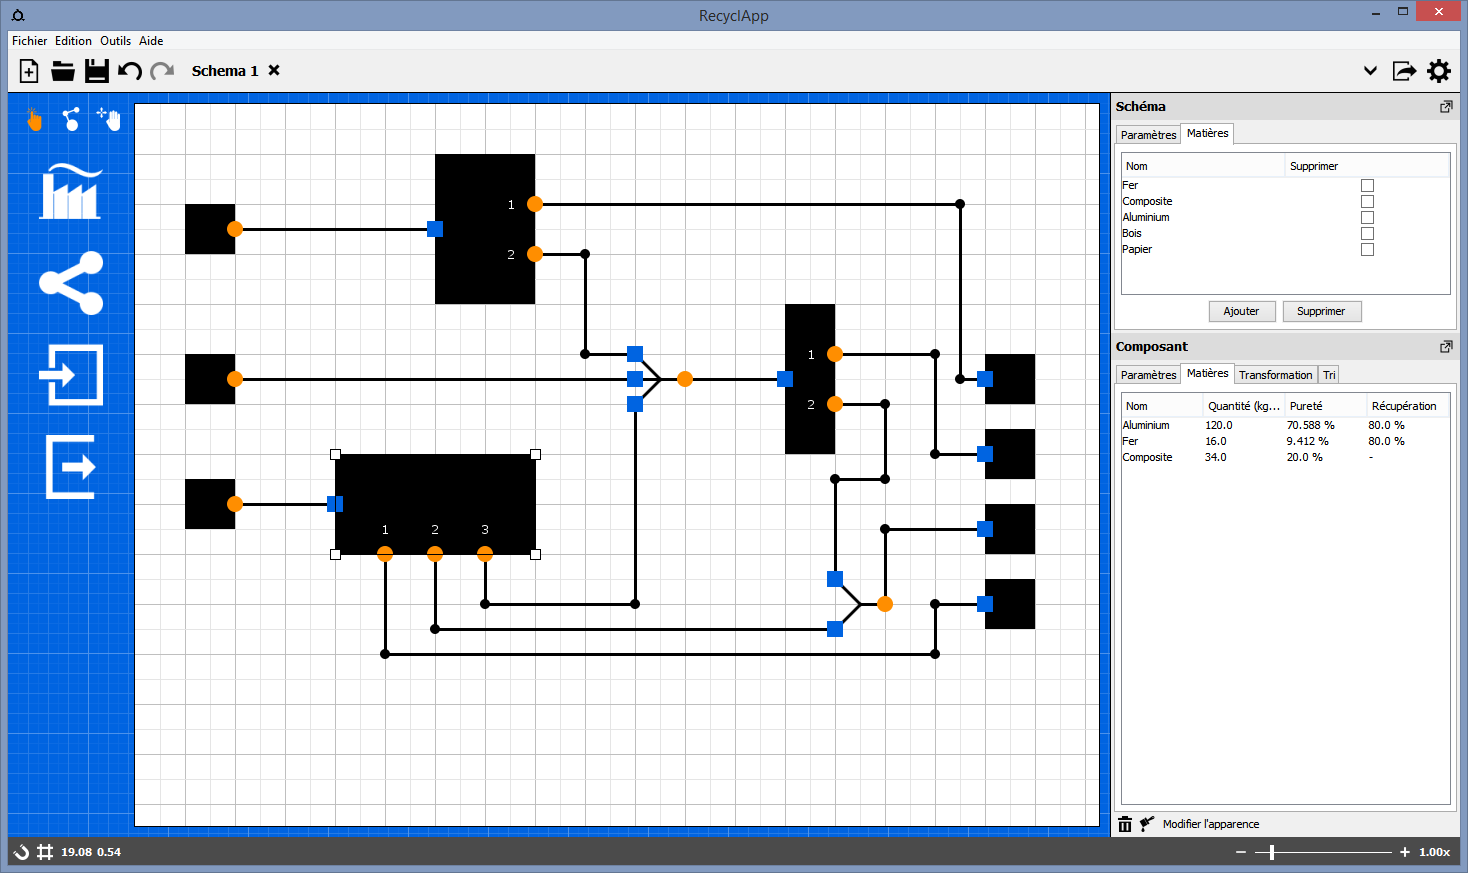 RecyclApp
Fichier Edition Outils Aide
Schema 1
Schéma
Paramètres Matières
Nom Supprimer
Fer
Composite
Aluminium
Bois
Papier
Ajouter Supprimer
Composant
Paramètres Matières Transformation Tri
Nom Quantité (kg... Pureté Récupération
Aluminium 120.0 70.588 % 80.0 %
Fer 16.0 9.412 % 80.0 %
Composite 34.0 20.0 % -
Modifier l'apparence
1
2
1
2
1 2 3
19.08 0.54
1.00x